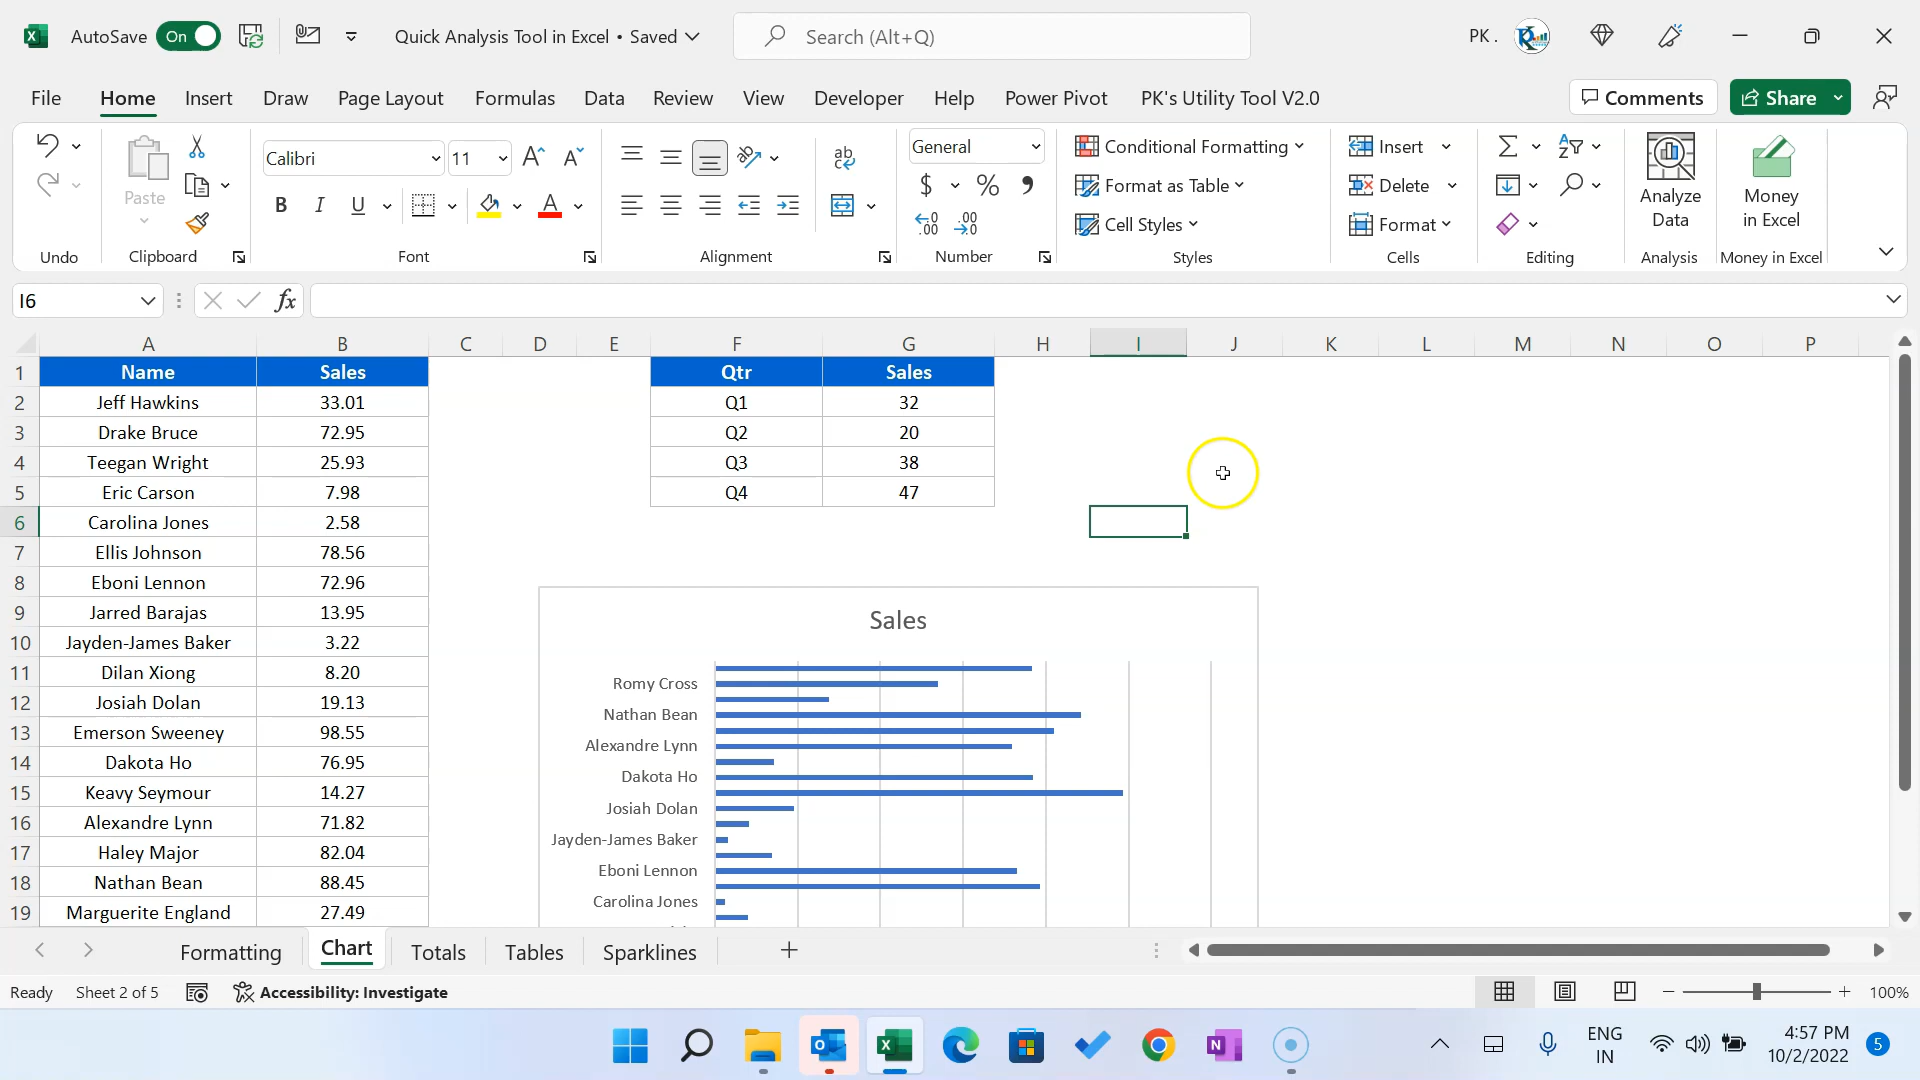 AutoSave On Quick Analysis Tool in Excel • Saved Search (Alt+Q) PK .
File Home Insert Draw Page Layout Formulas Data Review View Developer Help Power Pivot PK's Utility Tool V2.0 Comments Share
Paste Calibri 11 General Conditional Formatting Insert
B I U A $ % Format as Table Delete Analyze Data Money in Excel
Cell Styles Format
Undo Clipboard Font Alignment Number Styles Cells Editing Analysis Money in Excel
I6 fx
A B C D E F G H I J K L M N O P
1 Name Sales Qtr Sales
2 Jeff Hawkins 33.01 Q1 32
3 Drake Bruce 72.95 Q2 20
4 Teegan Wright 25.93 Q3 38
5 Eric Carson 7.98 Q4 47
6 Carolina Jones 2.58
7 Ellis Johnson 78.56
8 Eboni Lennon 72.96
9 Jarred Barajas 13.95
10 Jayden-James Baker 3.22
11 Dilan Xiong 8.20
12 Josiah Dolan 19.13
13 Emerson Sweeney 98.55
14 Dakota Ho 76.95
15 Keavy Seymour 14.27
16 Alexandre Lynn 71.82
17 Haley Major 82.04
18 Nathan Bean 88.45
19 Marguerite England 27.49
Sales
Romy Cross
Nathan Bean
Alexandre Lynn
Dakota Ho
Josiah Dolan
Jayden-James Baker
Eboni Lennon
Carolina Jones
Formatting Chart Totals Tables Sparklines
Ready Sheet 2 of 5 Accessibility: Investigate 100%
ENG
IN
4:57 PM
10/2/2022
5